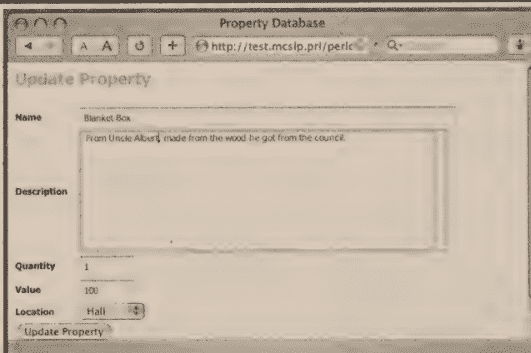 Property Database
A A + http://test.mcslp.pri/perlc Q-
Update Property
Name Blanket Box
From Uncle Albert, made from the wood he got from the council.
Description
Quantity 1
Value 100
Location Hall
Update Property